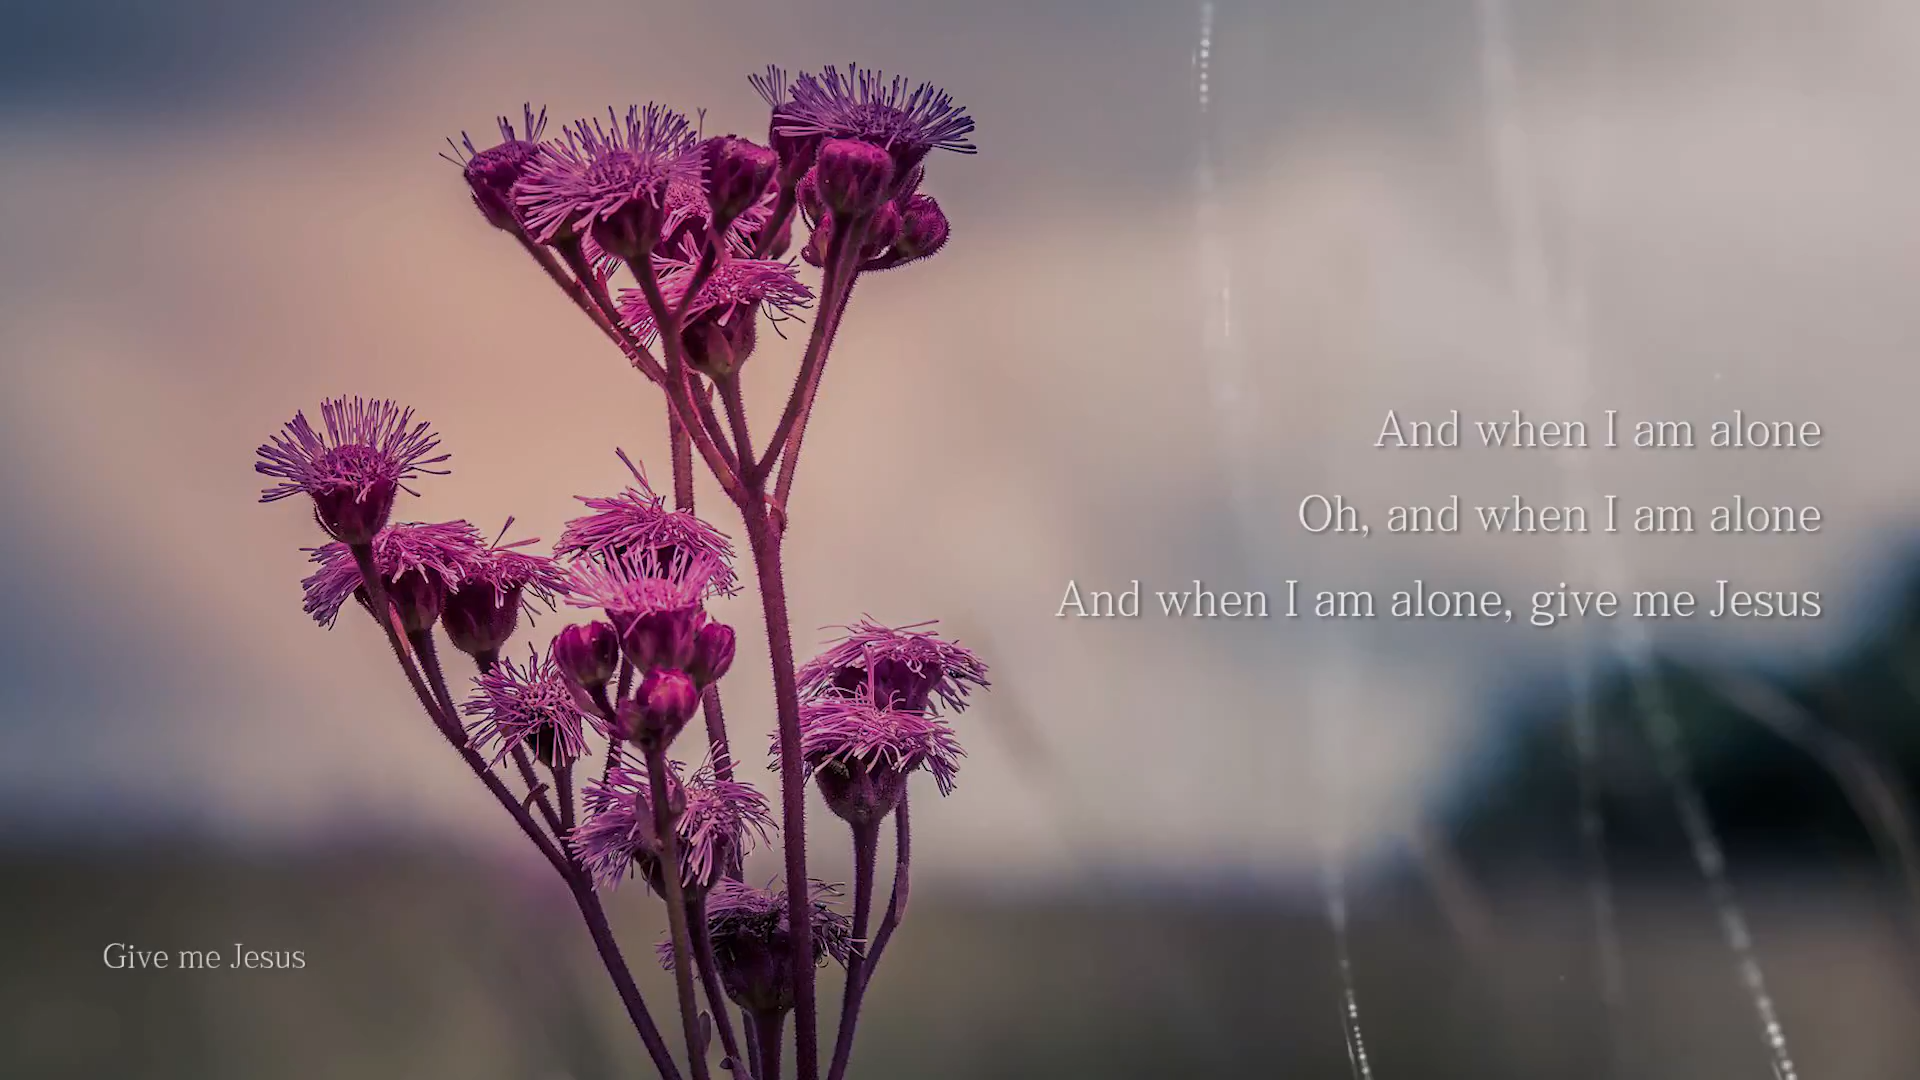 And when I am alone
Oh, and when I am alone
And when I am alone, give me Jesus
Give me Jesus